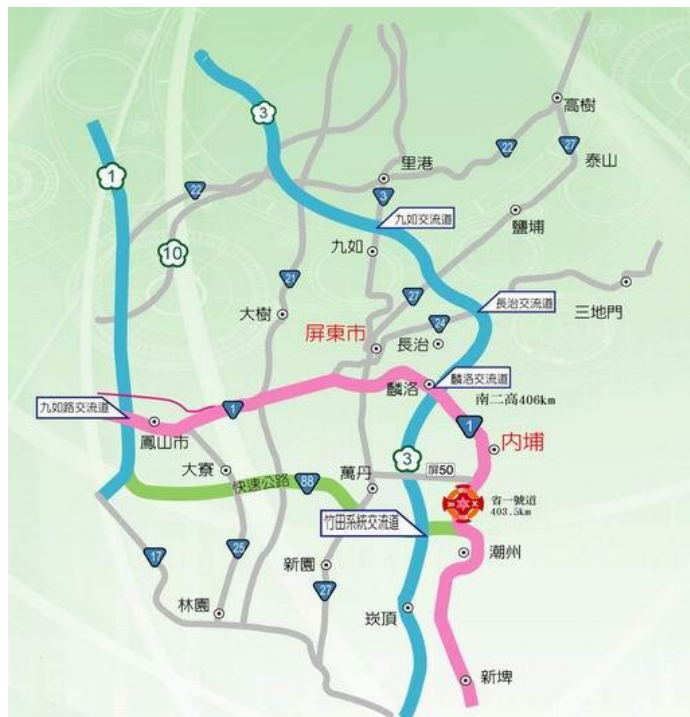 3
高樹
1
22
27
泰山
里港
22
3
鹽埔
九如交流道
10
九如
21
27
三地門
大樹
長治交流道
24
屏東市
長治
麟洛交流道
麟洛
南二高406km
九如路交流道
1
1
鳳山市
内埔
3
大寮
萬丹
屏50
快速公路
88
省一號道
403.5km
竹田系統交流道
25
17
新園
潮州
27
林園
崁頂
新埤